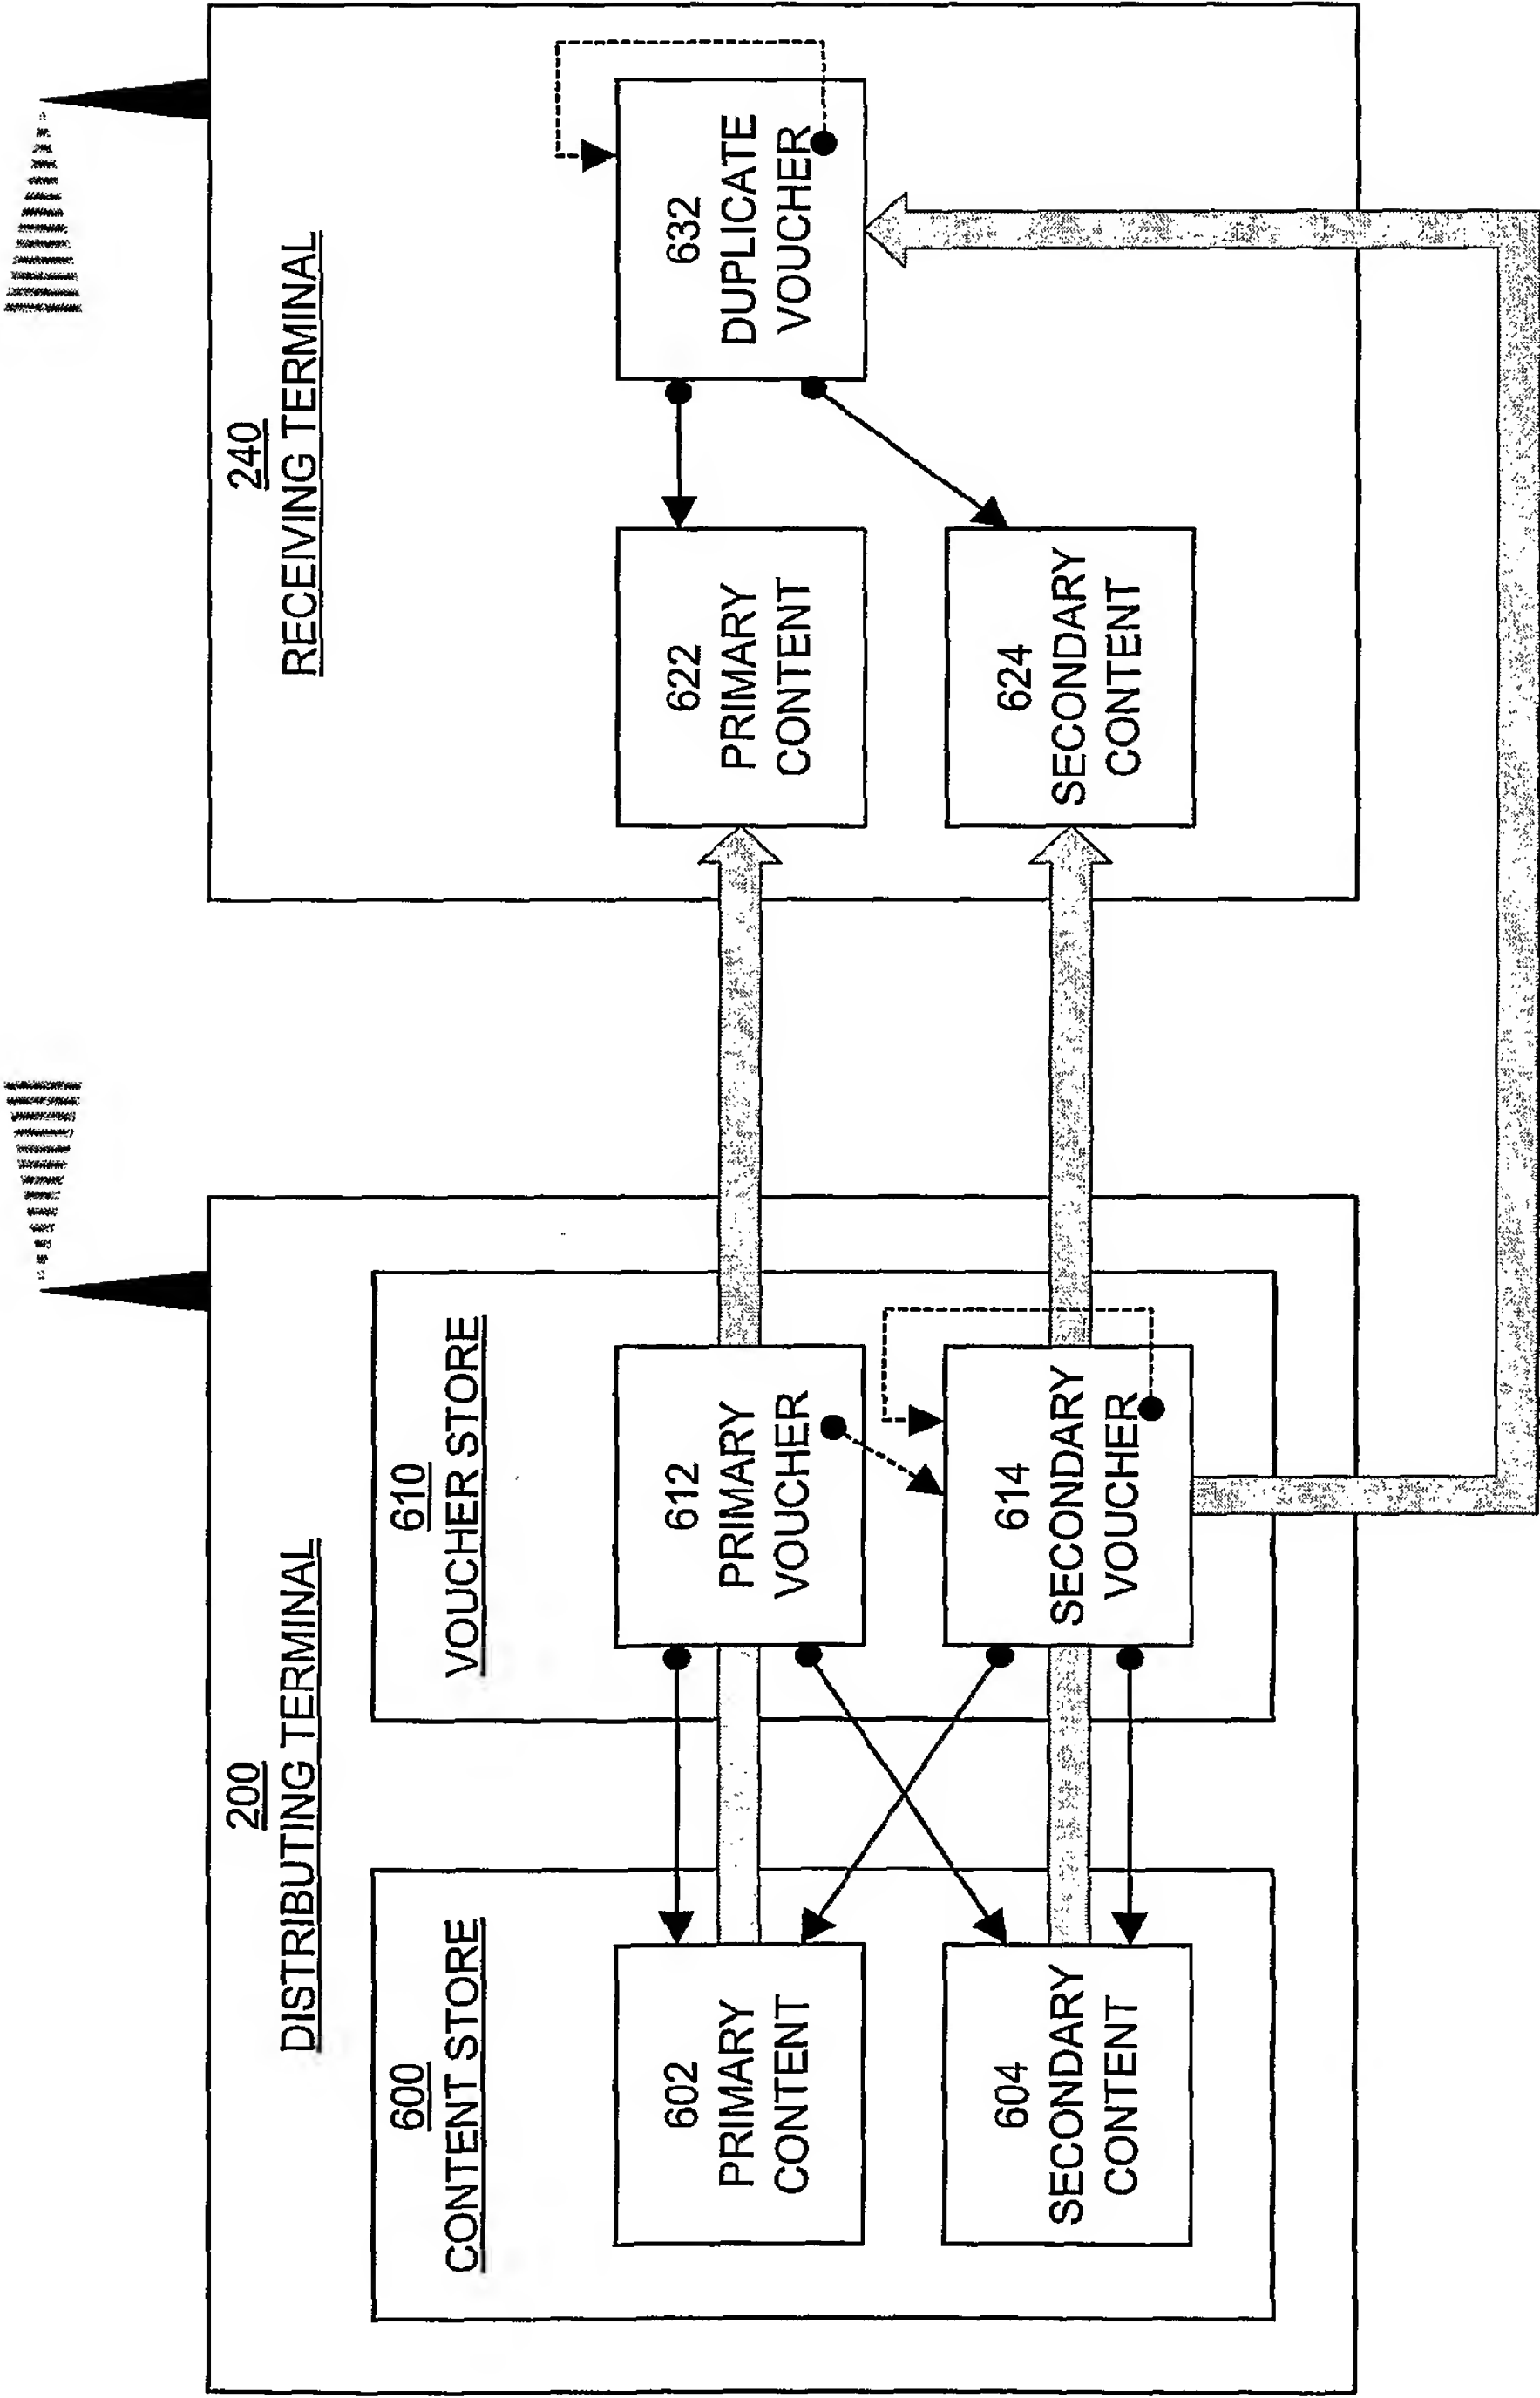 200
DISTRIBUTING TERMINAL
600
CONTENT STORE
602
PRIMARY
CONTENT
604
SECONDARY
CONTENT
610
VOUCHER STORE
612
PRIMARY
VOUCHER
614
SECONDARY
VOUCHER
240
RECEIVING TERMINAL
622
PRIMARY
CONTENT
624
SECONDARY
CONTENT
632
DUPLICATE
VOUCHER